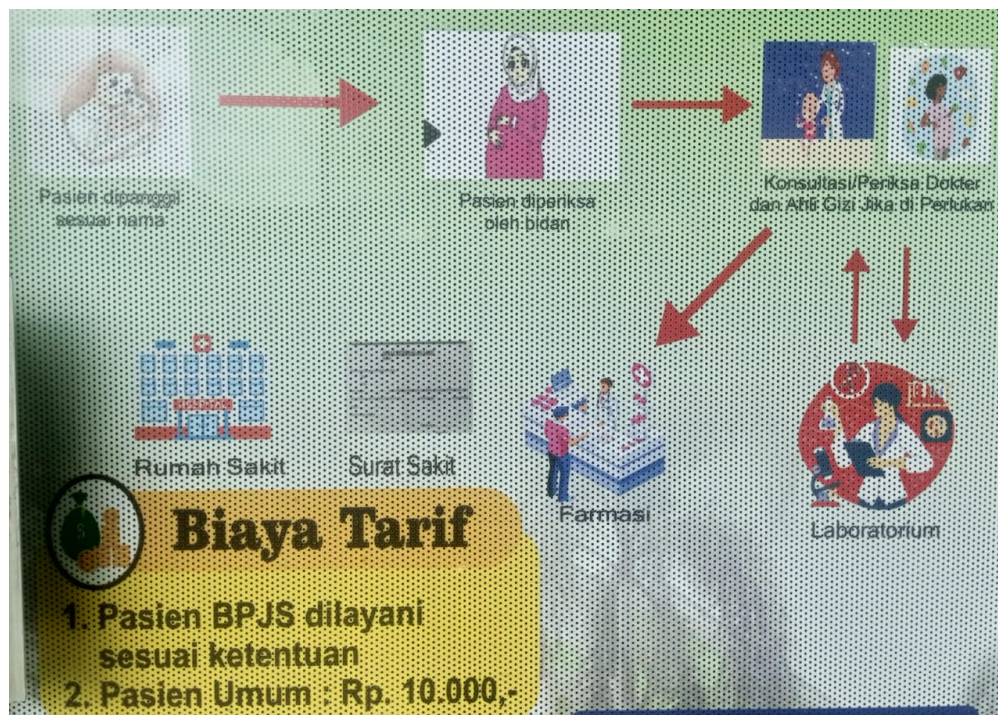 Pasien dipanggil
sesuai nama
Pasien diperiksa
oleh bidan
Konsultasi/Periksa Dokter
dan Ahli Gizi Jika di Perlukan
Rumah Sakit
Surat Sakit
Farmasi
Laboratorium
Biaya Tarif
1. Pasien BPJS dilayani
sesuai ketentuan
2. Pasien Umum : Rp. 10.000,-